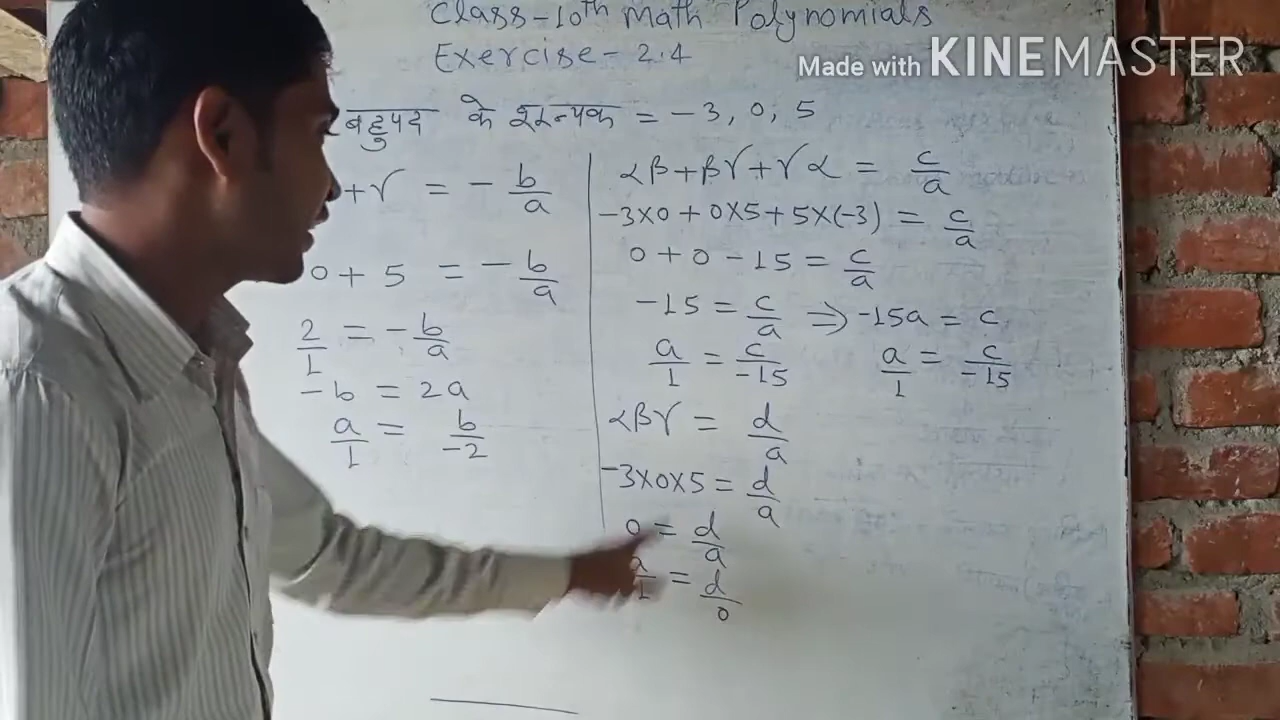 Class-10th Math Polynomials
Exercise-2.4
Made with KINEMASTER
बहुपद के शून्यक = -3, 0, 5
+γ = - b/a
0 + 5 = - b/a
2/1 = - b/a
-b = 2a
a/1 = b/-2
αβ+βγ+γα = c/a
-3×0 + 0×5 + 5×(-3) = c/a
0 + 0 - 15 = c/a
-15 = c/a ⇒ -15a = c
a/1 = c/-15 a/1 = c/-15
αβγ = d/a
-3×0×5 = d/a
0 = d/a
a/1 = d/0